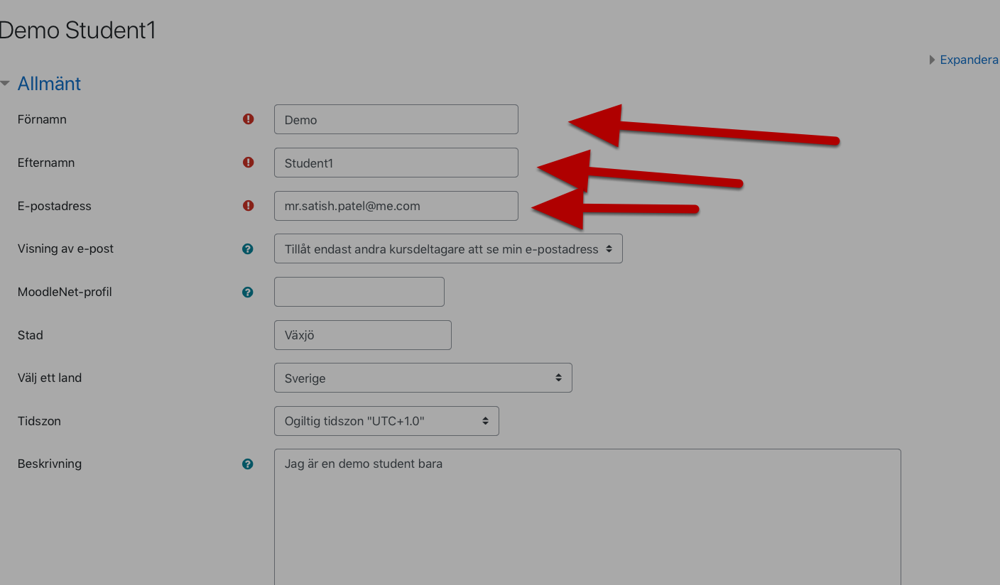 Demo Student1
Expandera
Allmänt
Förnamn
Demo
Efternamn
Student1
E-postadress
mr.satish.patel@me.com
Visning av e-post
Tillåt endast andra kursdeltagare att se min e-postadress
MoodleNet-profil
Stad
Växjö
Välj ett land
Sverige
Tidszon
Ogiltig tidszon "UTC+1.0"
Beskrivning
Jag är en demo student bara